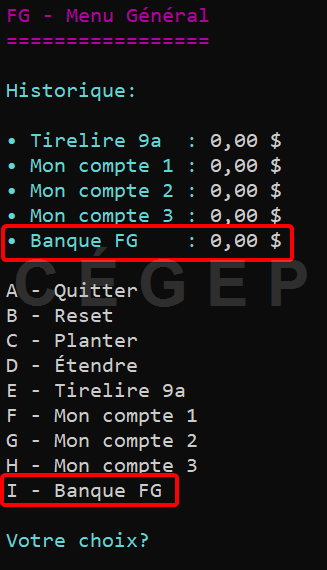 FG - Menu Général
=================
Historique:
• Tirelire 9a : 0,00 $
• Mon compte 1 : 0,00 $
• Mon compte 2 : 0,00 $
• Mon compte 3 : 0,00 $
• Banque FG : 0,00 $
CÉGEP
A - Quitter
B - Reset
C - Planter
D - Étendre
E - Tirelire 9a
F - Mon compte 1
G - Mon compte 2
H - Mon compte 3
I - Banque FG
Votre choix?